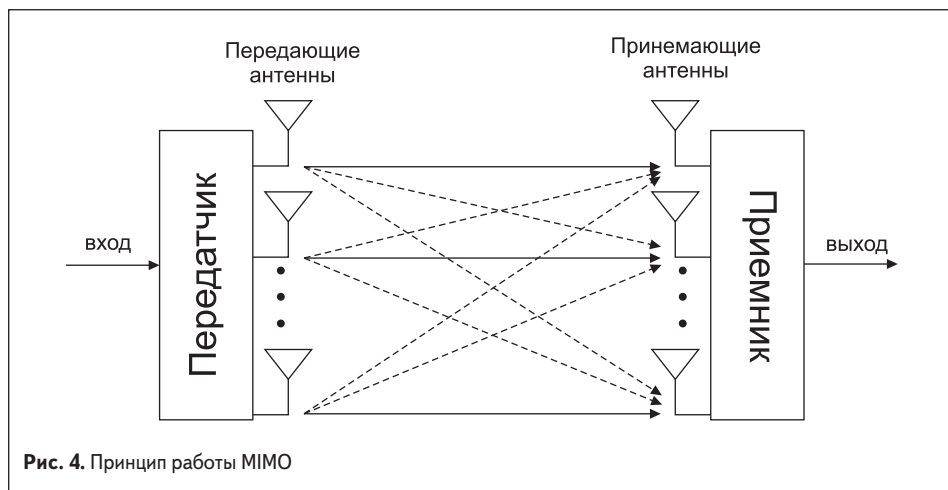 Передающие
антенны
Принемающие
антенны
вход
Передатчик
Приемник
выход
Рис. 4. Принцип работы MIMO